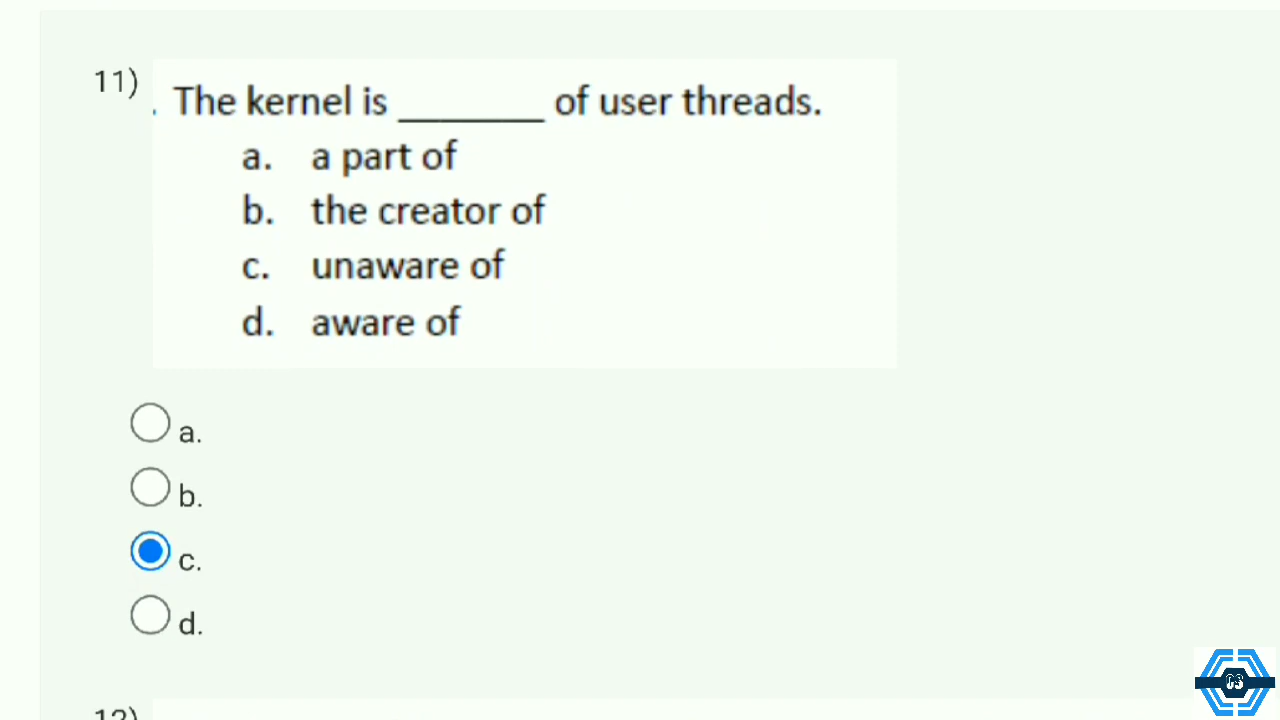 11)
. The kernel is _______ of user threads.
a. a part of
b. the creator of
c. unaware of
d. aware of
a.
b.
c.
d.
12)